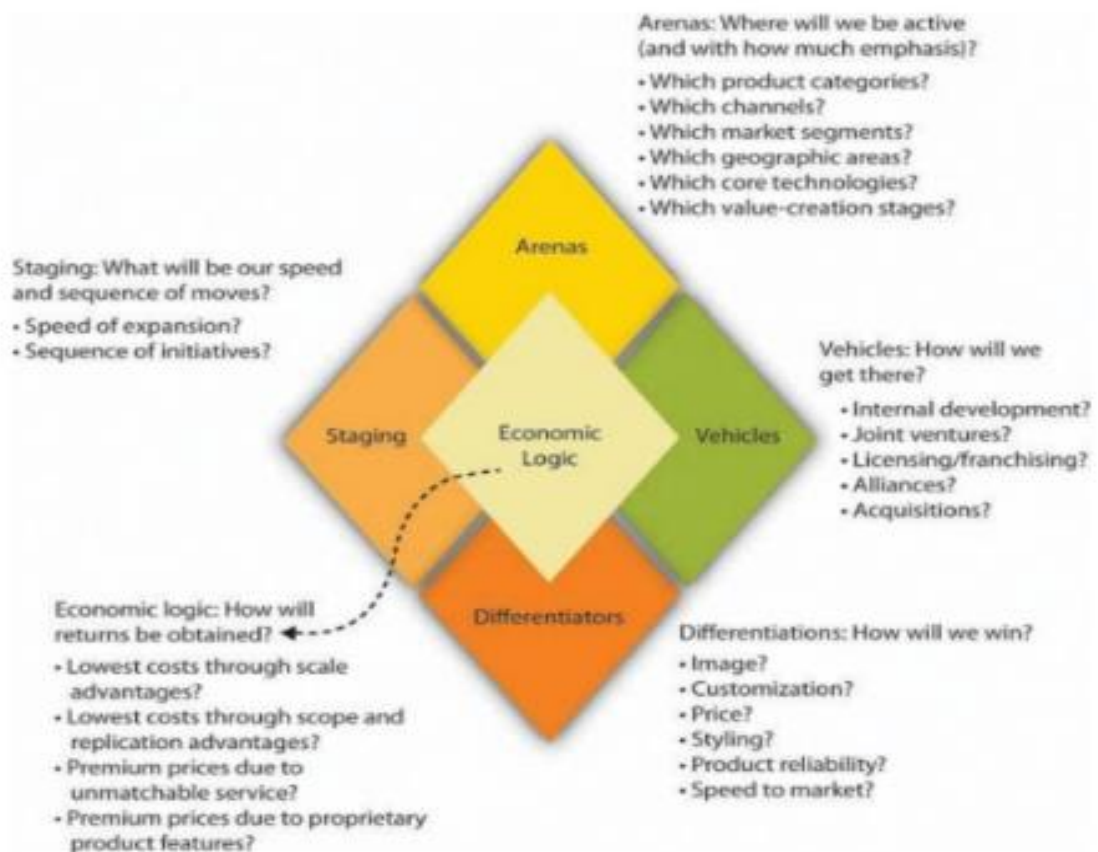 Arenas: Where will we be active
(and with how much emphasis)?
• Which product categories?
• Which channels?
• Which market segments?
• Which geographic areas?
• Which core technologies?
• Which value-creation stages?
Arenas
Staging: What will be our speed
and sequence of moves?
• Speed of expansion?
• Sequence of initiatives?
Vehicles: How will we
get there?
• Internal development?
• Joint ventures?
• Licensing/franchising?
• Alliances?
• Acquisitions?
Staging
Economic
Logic
Vehicles
Differentiators
Economic logic: How will
returns be obtained?
• Lowest costs through scale
advantages?
• Lowest costs through scope and
replication advantages?
• Premium prices due to
unmatchable service?
• Premium prices due to proprietary
product features?
Differentiations: How will we win?
• Image?
• Customization?
• Price?
• Styling?
• Product reliability?
• Speed to market?